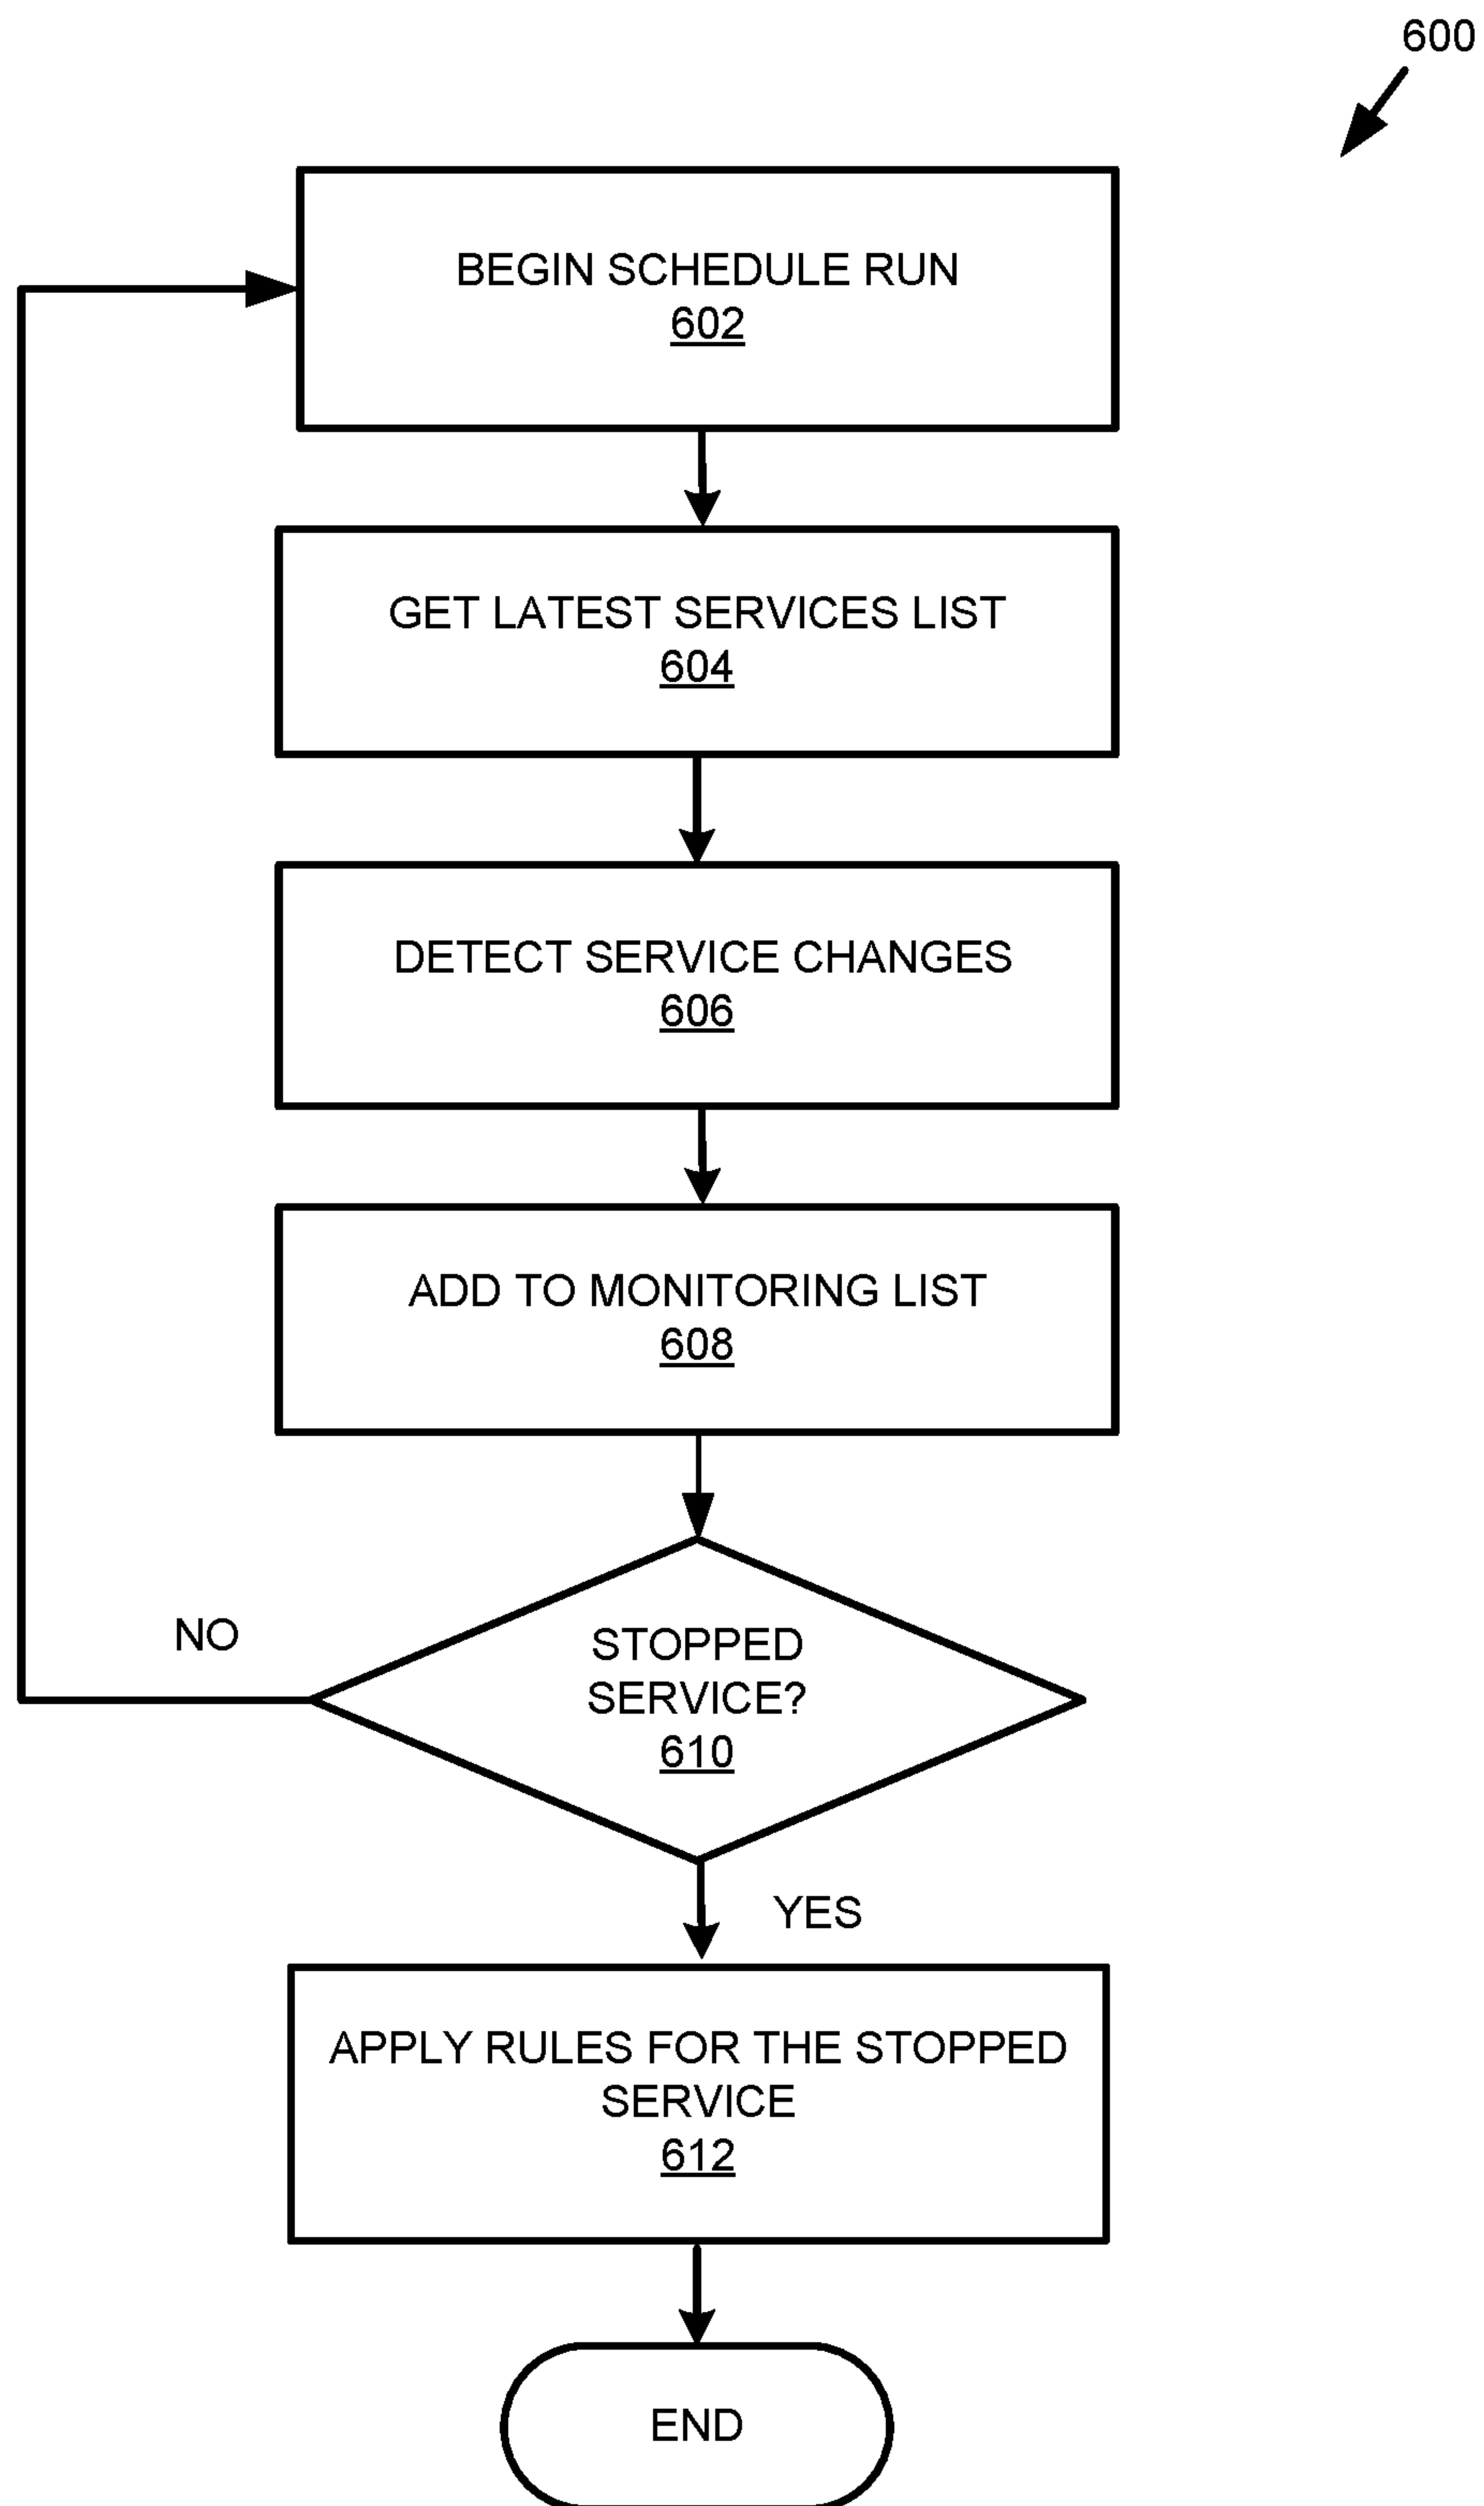 600
BEGIN SCHEDULE RUN
602
GET LATEST SERVICES LIST
604
DETECT SERVICE CHANGES
606
ADD TO MONITORING LIST
608
NO
STOPPED
SERVICE?
610
YES
APPLY RULES FOR THE STOPPED
SERVICE
612
END